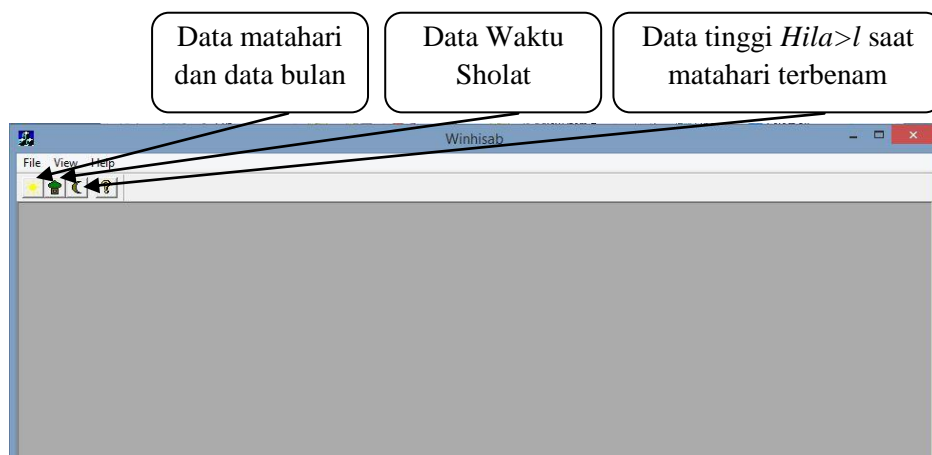 Data matahari
dan data bulan
Data Waktu
Sholat
Data tinggi Hila>l saat
matahari terbenam
Winhisab
File View Help